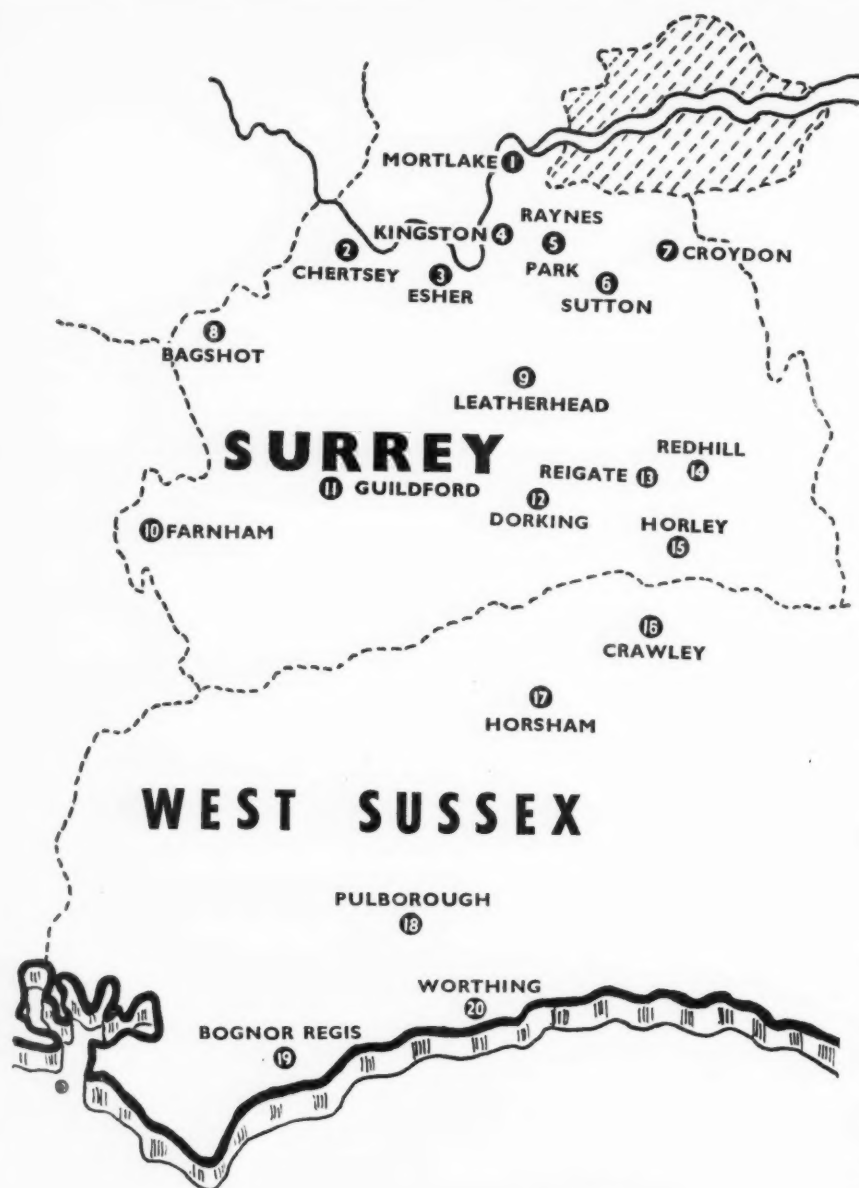 MORTLAKE 1
RAYNES
KINGSTON 4
5
7 CROYDON
2
CHERTSEY
3
ESHER
PARK
6
SUTTON
8
BAGSHOT
9
LEATHERHEAD
SURREY
REDHILL
REIGATE 13
14
11 GUILDFORD
12
DORKING
10 FARNHAM
HORLEY
15
16
CRAWLEY
17
HORSHAM
WEST SUSSEX
PULBOROUGH
18
WORTHING
20
BOGNOR REGIS
19